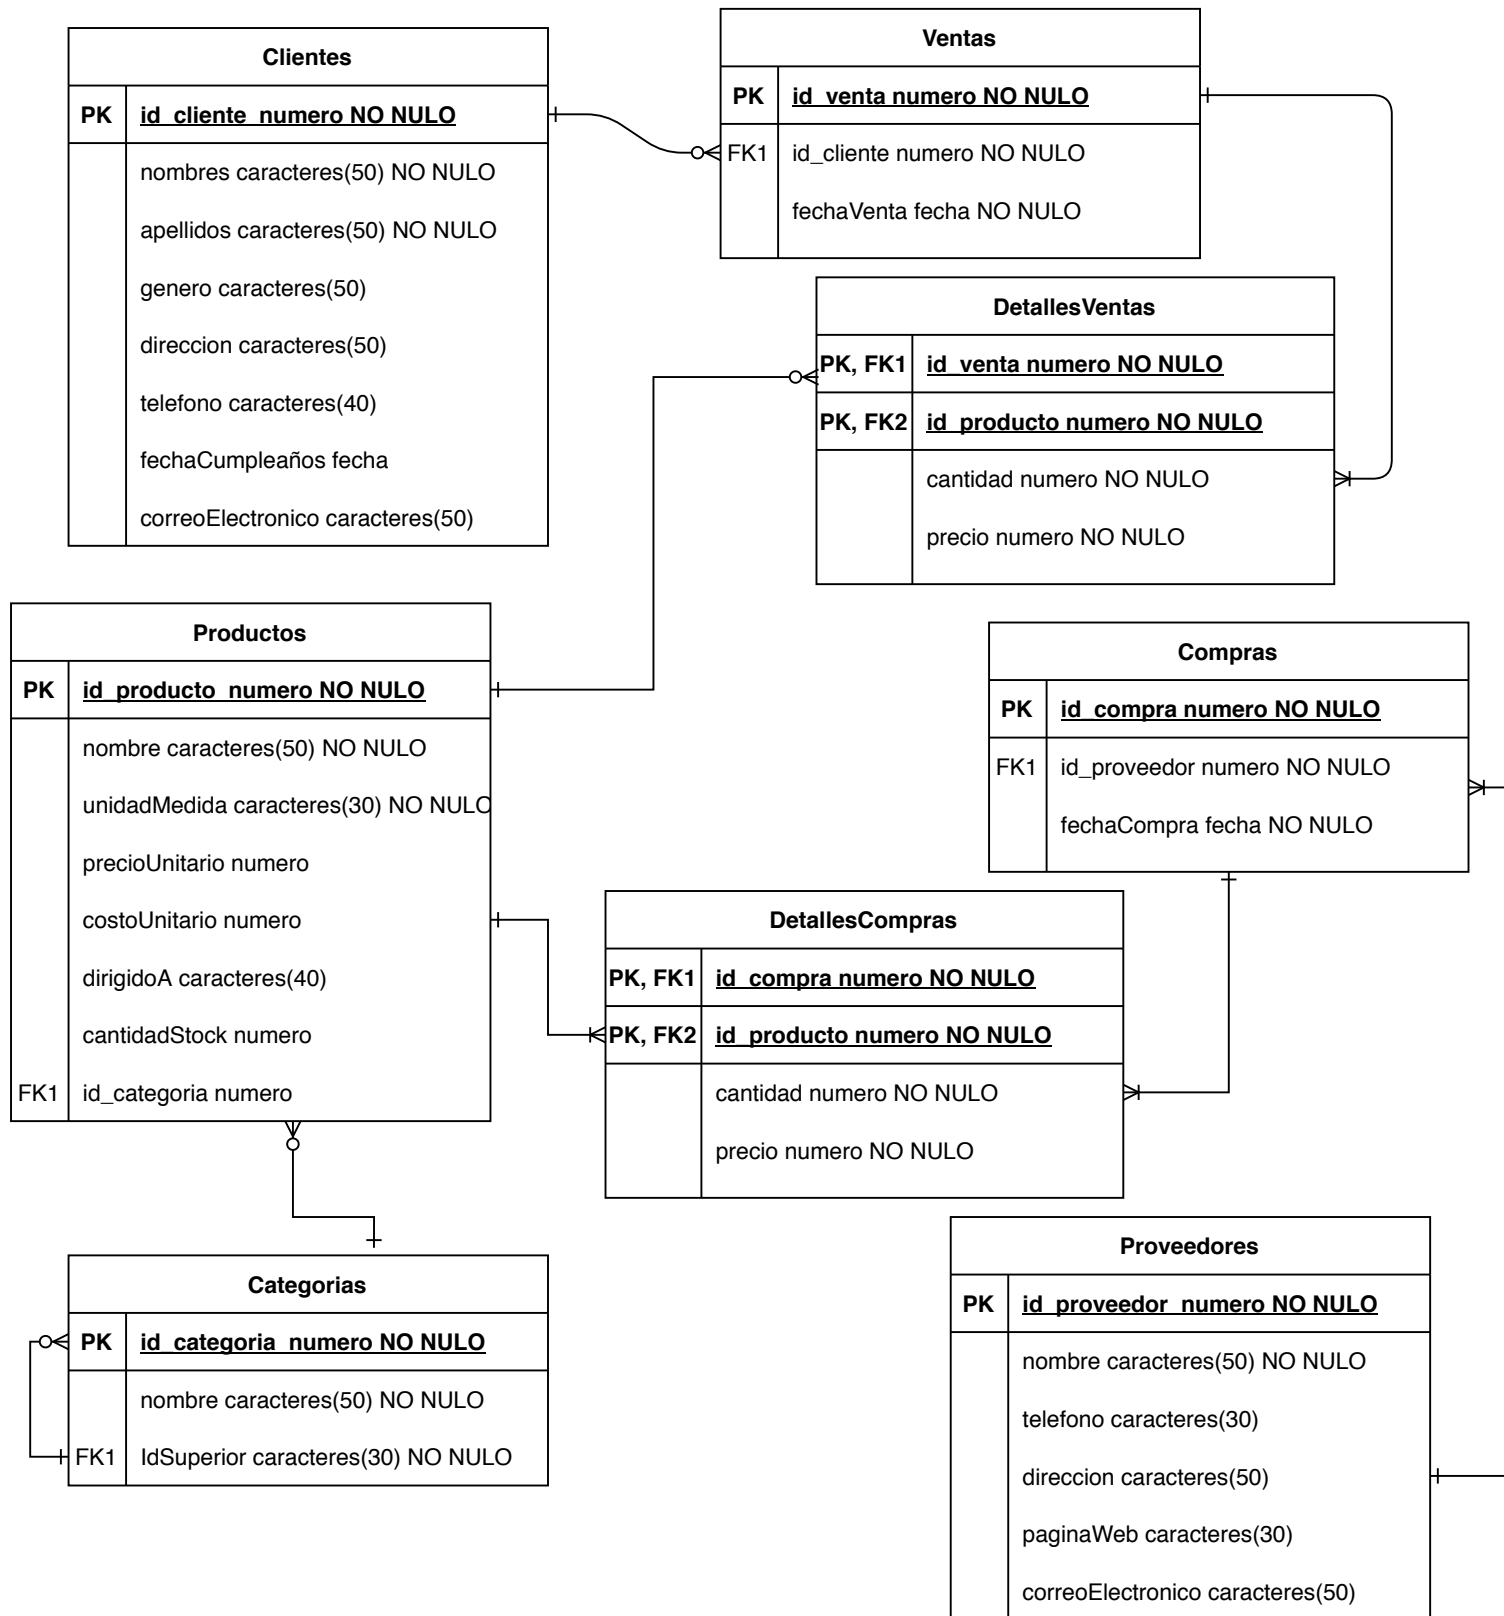 Clientes
PK id_cliente numero NO NULO
nombres caracteres(50) NO NULO
apellidos caracteres(50) NO NULO
genero caracteres(50)
direccion caracteres(50)
telefono caracteres(40)
fechaCumpleaños fecha
correoElectronico caracteres(50)
Ventas
PK id_venta numero NO NULO
FK1 id_cliente numero NO NULO
fechaVenta fecha NO NULO
DetallesVentas
PK, FK1 id_venta numero NO NULO
PK, FK2 id_producto numero NO NULO
cantidad numero NO NULO
precio numero NO NULO
Productos
PK id_producto numero NO NULO
nombre caracteres(50) NO NULO
unidadMedida caracteres(30) NO NULO
precioUnitario numero
costoUnitario numero
dirigidoA caracteres(40)
cantidadStock numero
FK1 id_categoria numero
Compras
PK id_compra numero NO NULO
FK1 id_proveedor numero NO NULO
fechaCompra fecha NO NULO
DetallesCompras
PK, FK1 id_compra numero NO NULO
PK, FK2 id_producto numero NO NULO
cantidad numero NO NULO
precio numero NO NULO
Categorias
PK id_categoria numero NO NULO
nombre caracteres(50) NO NULO
FK1 IdSuperior caracteres(30) NO NULO
Proveedores
PK id_proveedor numero NO NULO
nombre caracteres(50) NO NULO
telefono caracteres(30)
direccion caracteres(50)
paginaWeb caracteres(30)
correoElectronico caracteres(50)